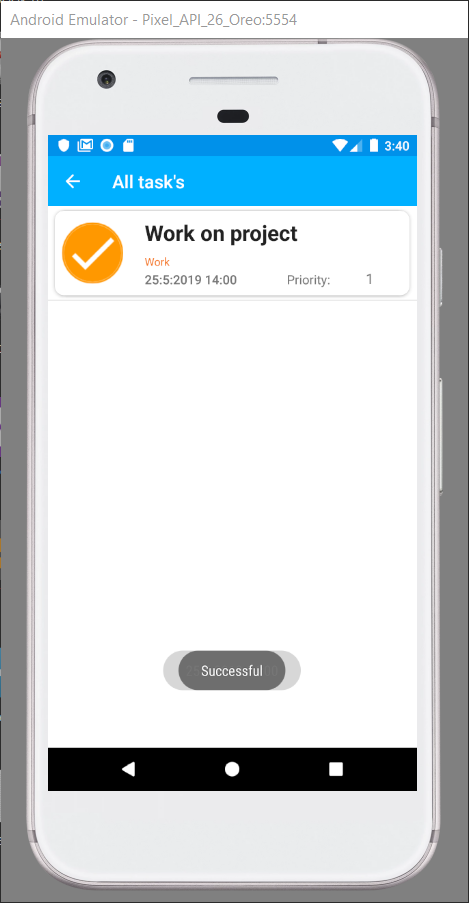 Android Emulator - Pixel_API_26_Oreo:5554
3:40
All task's
Work on project
Work
25:5:2019 14:00 Priority: 1
Successful